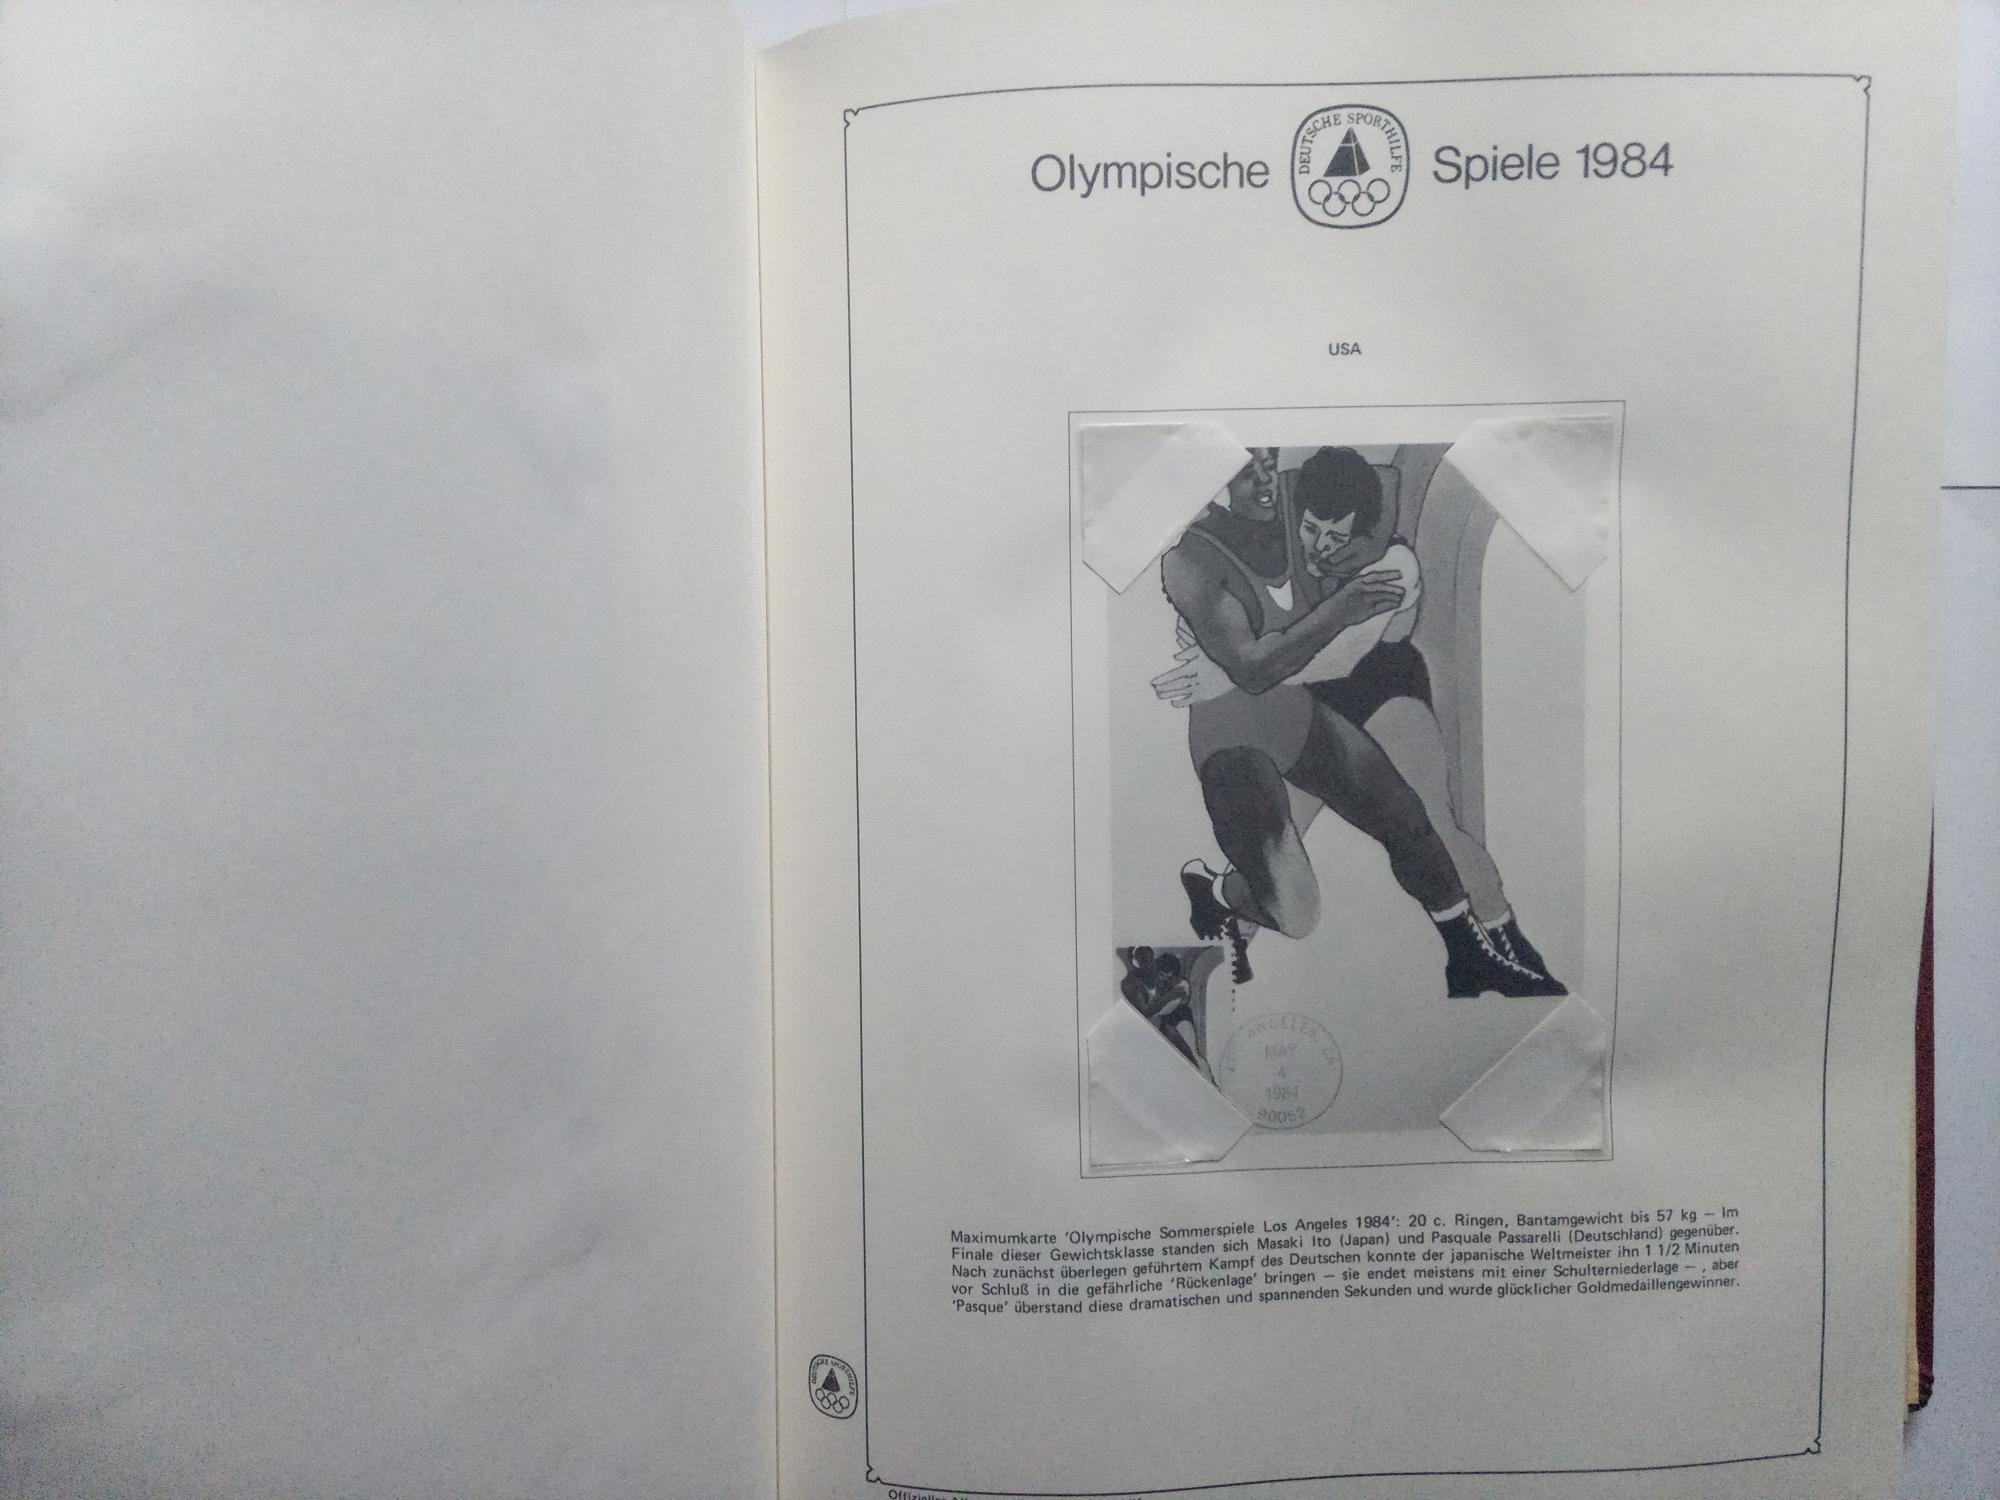 Olympische Spiele 1984
DEUTSCHE SPORTHILFE
USA
LOS ANGELES, CA
MAY
4
1984
90052
Maximumkarte 'Olympische Sommerspiele Los Angeles 1984': 20 c. Ringen, Bantamgewicht bis 57 kg – Im
Finale dieser Gewichtsklasse standen sich Masaki Ito (Japan) und Pasquale Passarelli (Deutschland) gegenüber.
Nach zunächst überlegen geführtem Kampf des Deutschen konnte der japanische Weltmeister ihn 1 1/2 Minuten
vor Schluß in die gefährliche 'Rückenlage' bringen – sie endet meistens mit einer Schulterniederlage – , aber
'Pasque' überstand diese dramatischen und spannenden Sekunden und wurde glücklicher Goldmedaillengewinner.
DEUTSCHE SPORTHILFE